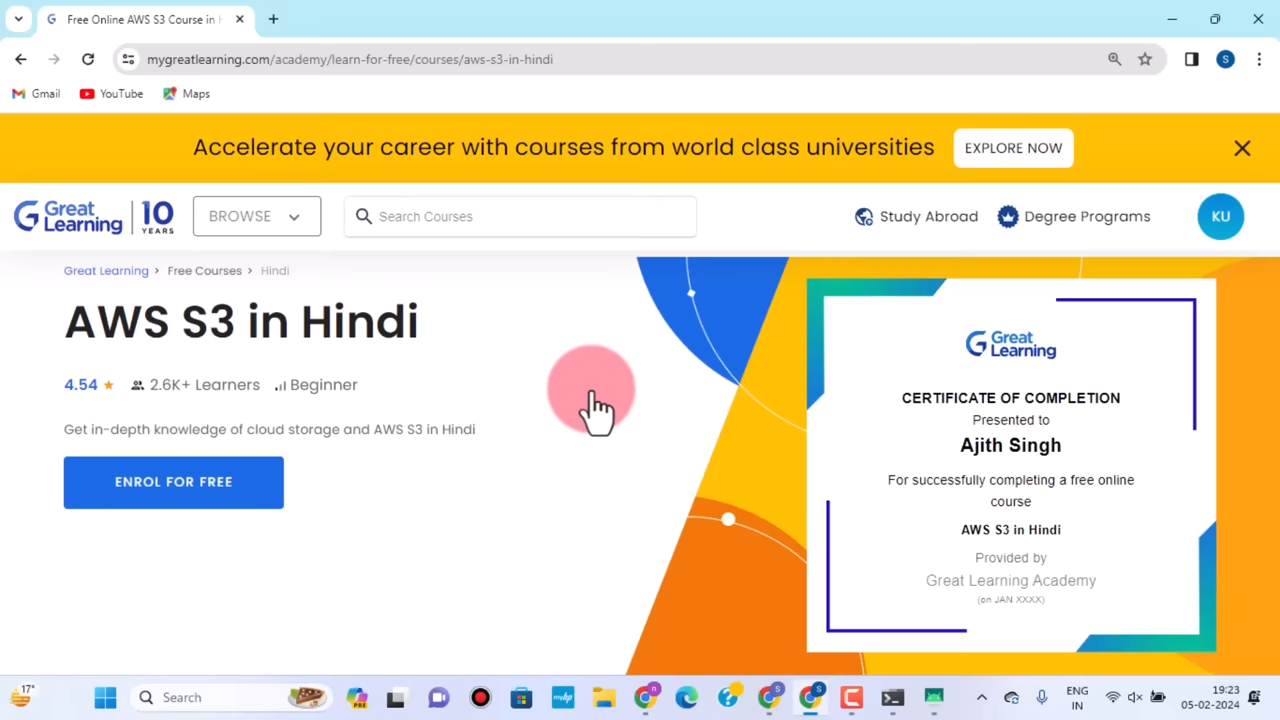 Free Online AWS S3 Course in
mygreatlearning.com/academy/learn-for-free/courses/aws-s3-in-hindi
S
Gmail YouTube Maps
Accelerate your career with courses from world class universities EXPLORE NOW
Great Learning 10 YEARS
BROWSE
Search Courses
Study Abroad Degree Programs KU
Great Learning > Free Courses > Hindi
AWS S3 in Hindi
4.54 ★ 2.6K+ Learners Beginner
Get in-depth knowledge of cloud storage and AWS S3 in Hindi
ENROL FOR FREE
Great Learning
CERTIFICATE OF COMPLETION
Presented to
Ajith Singh
For successfully completing a free online
course
AWS S3 in Hindi
Provided by
Great Learning Academy
(on JAN XXXX)
17°
Search
PRE
ENG
IN
19:23
05-02-2024